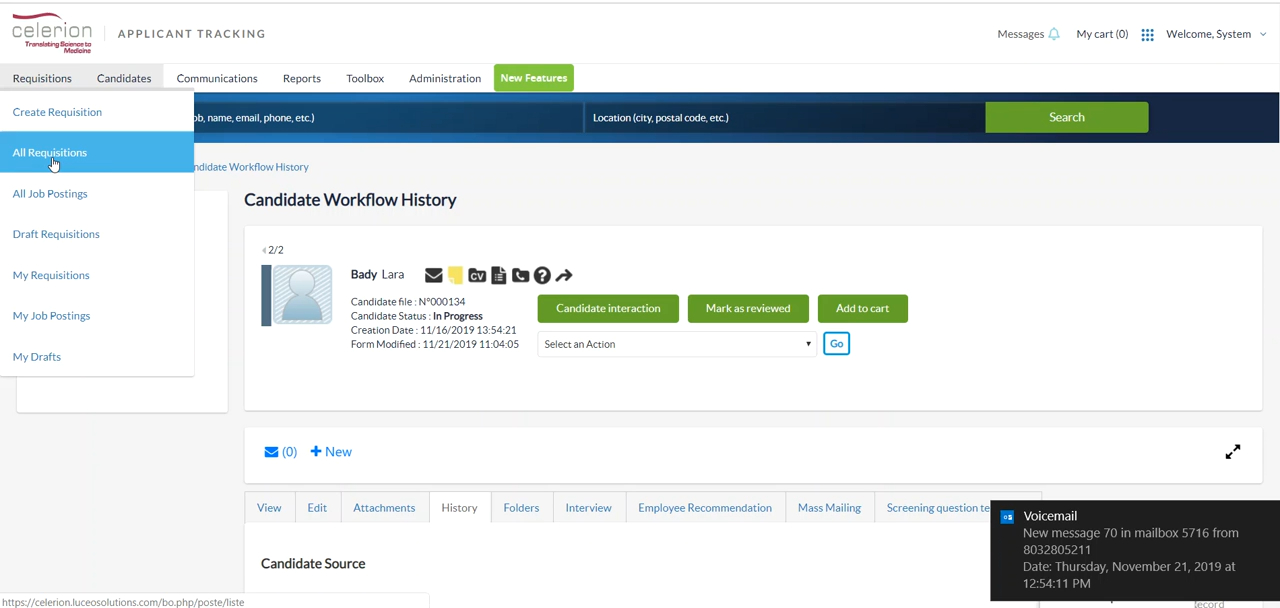 celerion
Translating Science to
Medicine
APPLICANT TRACKING
Messages
My cart (0)
Welcome, System
Requisitions
Candidates
Communications
Reports
Toolbox
Administration
New Features
Create Requisition
All Requisitions
All Job Postings
Draft Requisitions
My Requisitions
My Job Postings
My Drafts
name, email, phone, etc.)
Location (city, postal code, etc.)
Search
Workflow History
Candidate Workflow History
2/2
Bady Lara
CV
Candidate file : N°000134
Candidate Status : In Progress
Creation Date : 11/16/2019 13:54:21
Form Modified : 11/21/2019 11:04:05
Candidate interaction
Mark as reviewed
Add to cart
Select an Action
Go
(0)
+ New
View
Edit
Attachments
History
Folders
Interview
Employee Recommendation
Mass Mailing
Screening question
Candidate Source
Voicemail
New message 70 in mailbox 5716 from
8032805211
Date: Thursday, November 21, 2019 at
12:54:11 PM
https://celerion.luceosolutions.com/bo.php/poste/liste